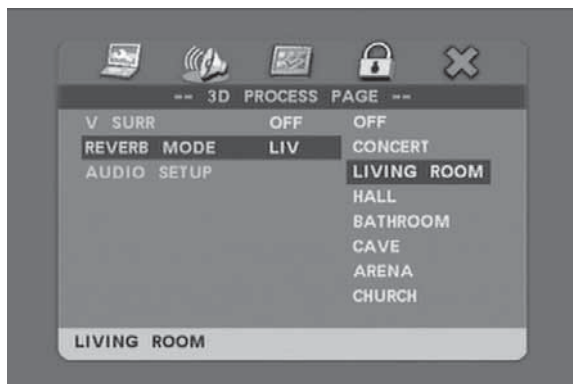 -- 3D PROCESS PAGE --
V SURR OFF OFF
REVERB MODE LIV CONCERT
AUDIO SETUP LIVING ROOM
HALL
BATHROOM
CAVE
ARENA
CHURCH
LIVING ROOM